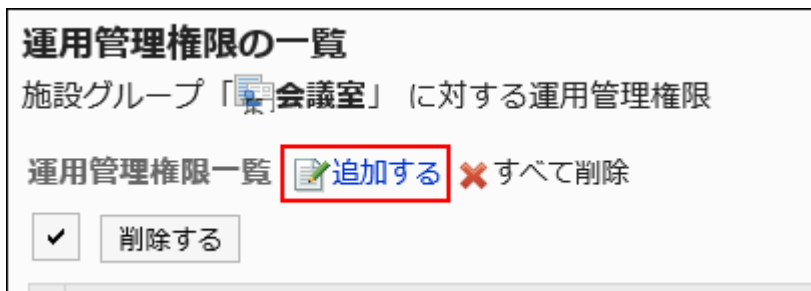 運用管理権限の一覧
施設グループ「会議室」 に対する運用管理権限
運用管理権限一覧 追加する すべて削除
削除する